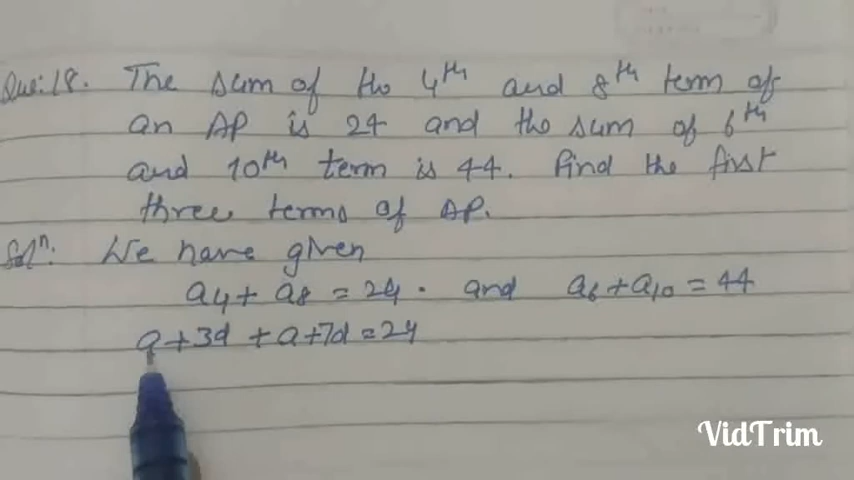 Que:18. The sum of the 4th and 8th term of
an AP is 24 and the sum of 6th
and 10th term is 44. Find the first
three terms of AP.
Solⁿ: We have given
a4 + a8 = 24. and a6 + a10 = 44
a + 3d + a + 7d = 24
VidTrim